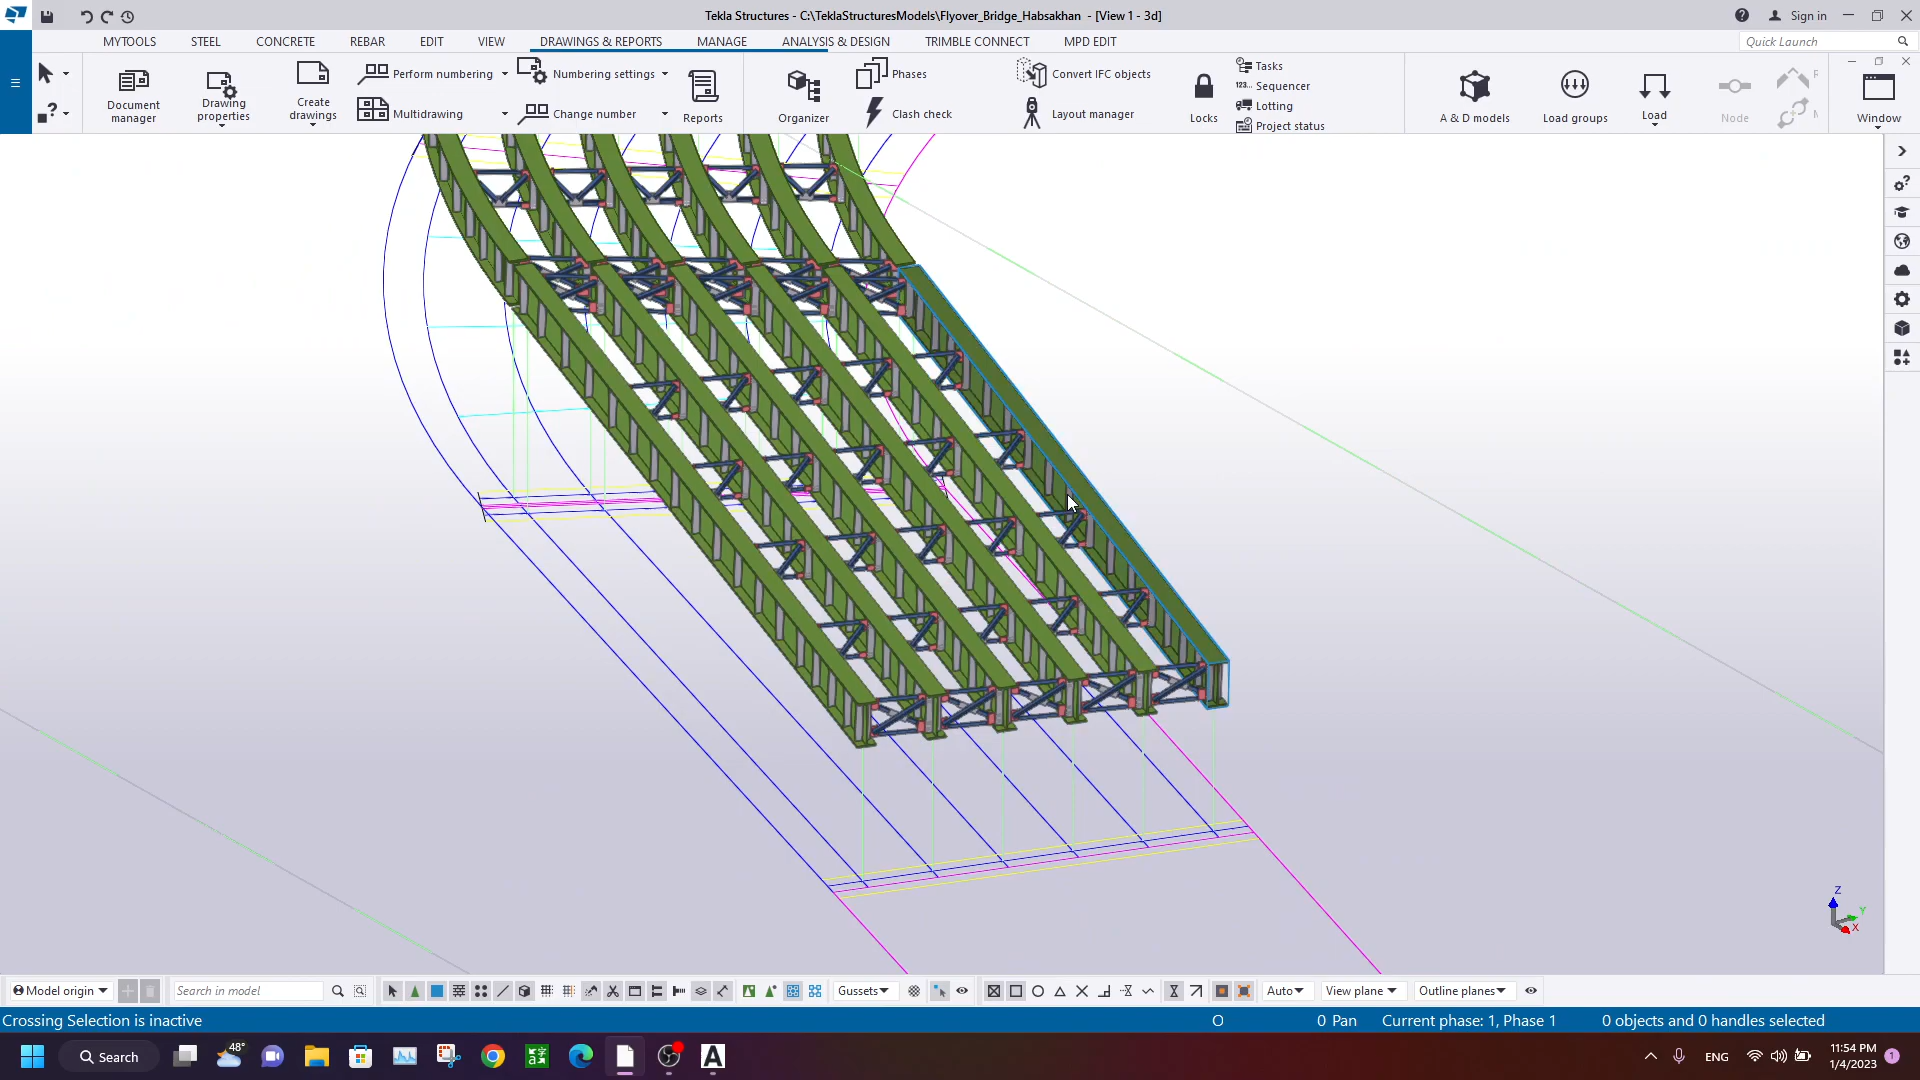 Tekla Structures - C:\TeklaStructuresModels\Flyover_Bridge_Habsakhan - [View 1 - 3d]
Sign in
MYTOOLS STEEL CONCRETE REBAR EDIT VIEW DRAWINGS & REPORTS MANAGE ANALYSIS & DESIGN TRIMBLE CONNECT MPD EDIT Quick Launch
Document manager
Drawing properties
Create drawings
Perform numbering
Multidrawing
Numbering settings
Change number
Reports
Organizer
Phases
Clash check
Convert IFC objects
Layout manager
Locks
Tasks
123... Sequencer
Lotting
Project status
A & D models
Load groups
Load
Node
Window
Z
Y
X
Model origin Search in model Gussets Auto View plane Outline planes
Crossing Selection is inactive O 0 Pan Current phase: 1, Phase 1 0 objects and 0 handles selected
48°
Search
ENG
11:54 PM
1/4/2023
1